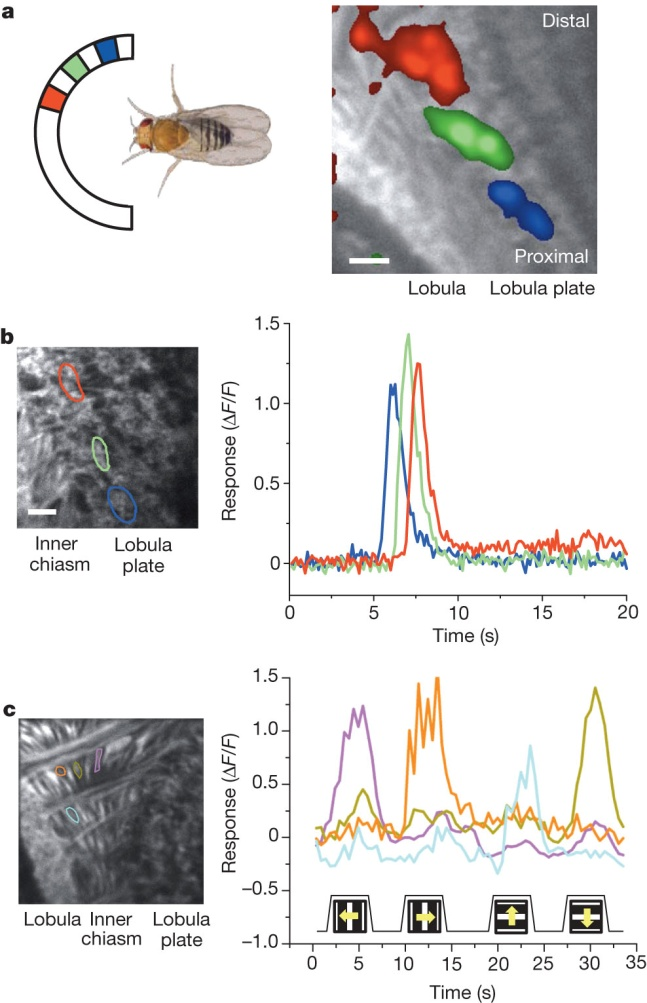 a
Distal
Proximal
Lobula Lobula plate
b
Inner
chiasm
Lobula
plate
Response (ΔF/F)
1.5
1.0
0.5
0
0 5 10 15 20
Time (s)
c
Lobula Inner
chiasm
Lobula
plate
Response (ΔF/F)
1.5
1.0
0.5
0
−0.5
−1.0
0 5 10 15 20 25 30 35
Time (s)